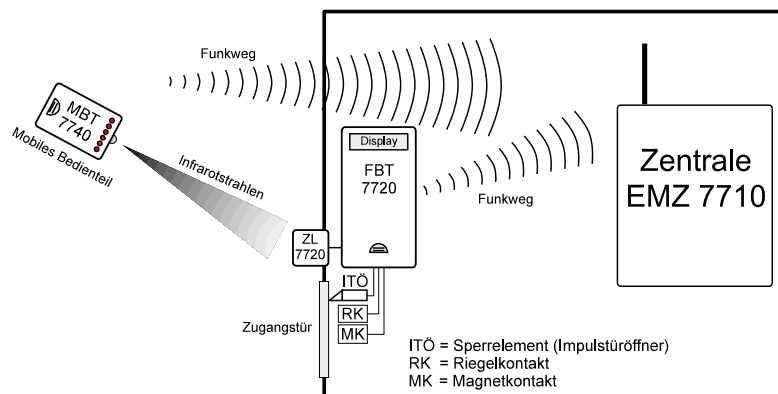 Funkweg
MBT
7740
Mobiles Bedienteil
Infrarotstrahlen
Display
FBT
7720
Funkweg
Zentrale
EMZ 7710
ZL
7720
ITÖ
RK
MK
Zugangstür
ITÖ = Sperrelement (Impulstüröffner)
RK = Riegelkontakt
MK = Magnetkontakt